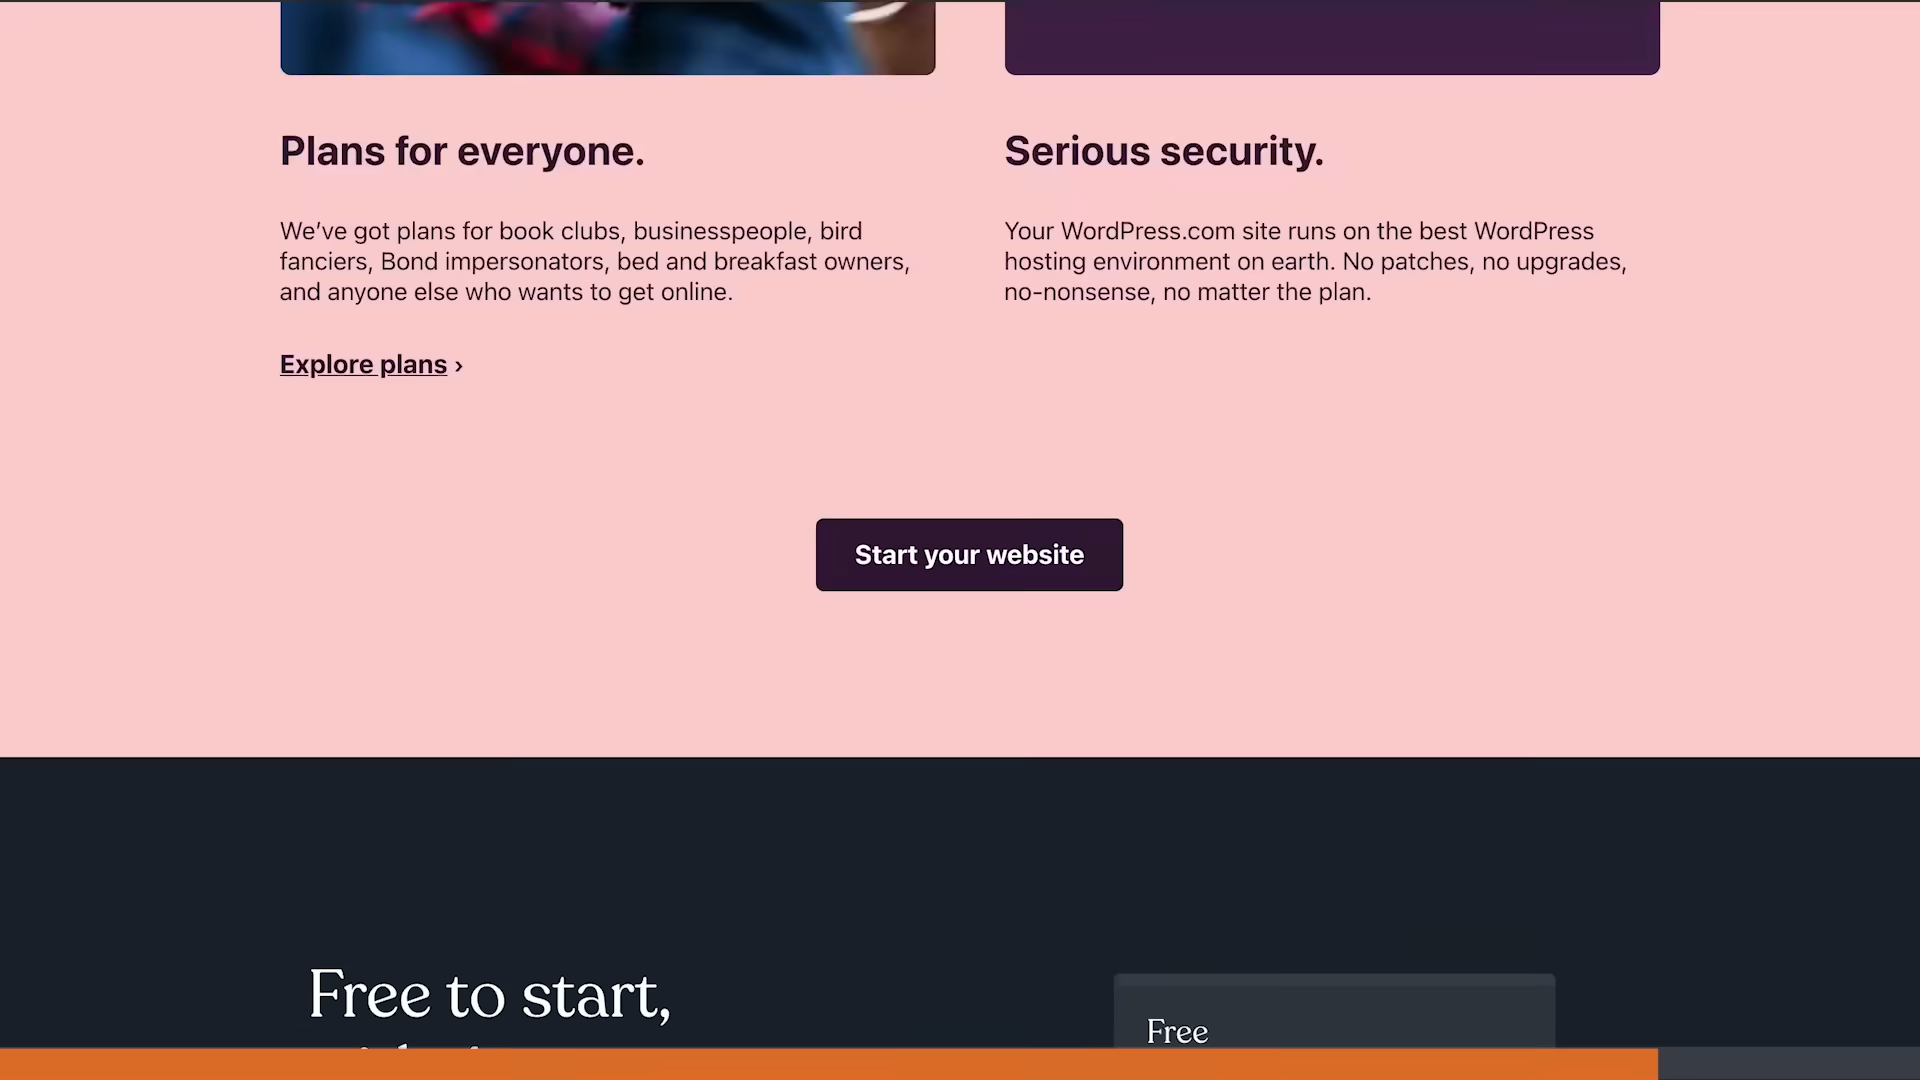 Plans for everyone.
We’ve got plans for book clubs, businesspeople, bird
fanciers, Bond impersonators, bed and breakfast owners,
and anyone else who wants to get online.
Explore plans ›
Serious security.
Your WordPress.com site runs on the best WordPress
hosting environment on earth. No patches, no upgrades,
no-nonsense, no matter the plan.
Start your website
Free to start,
Free